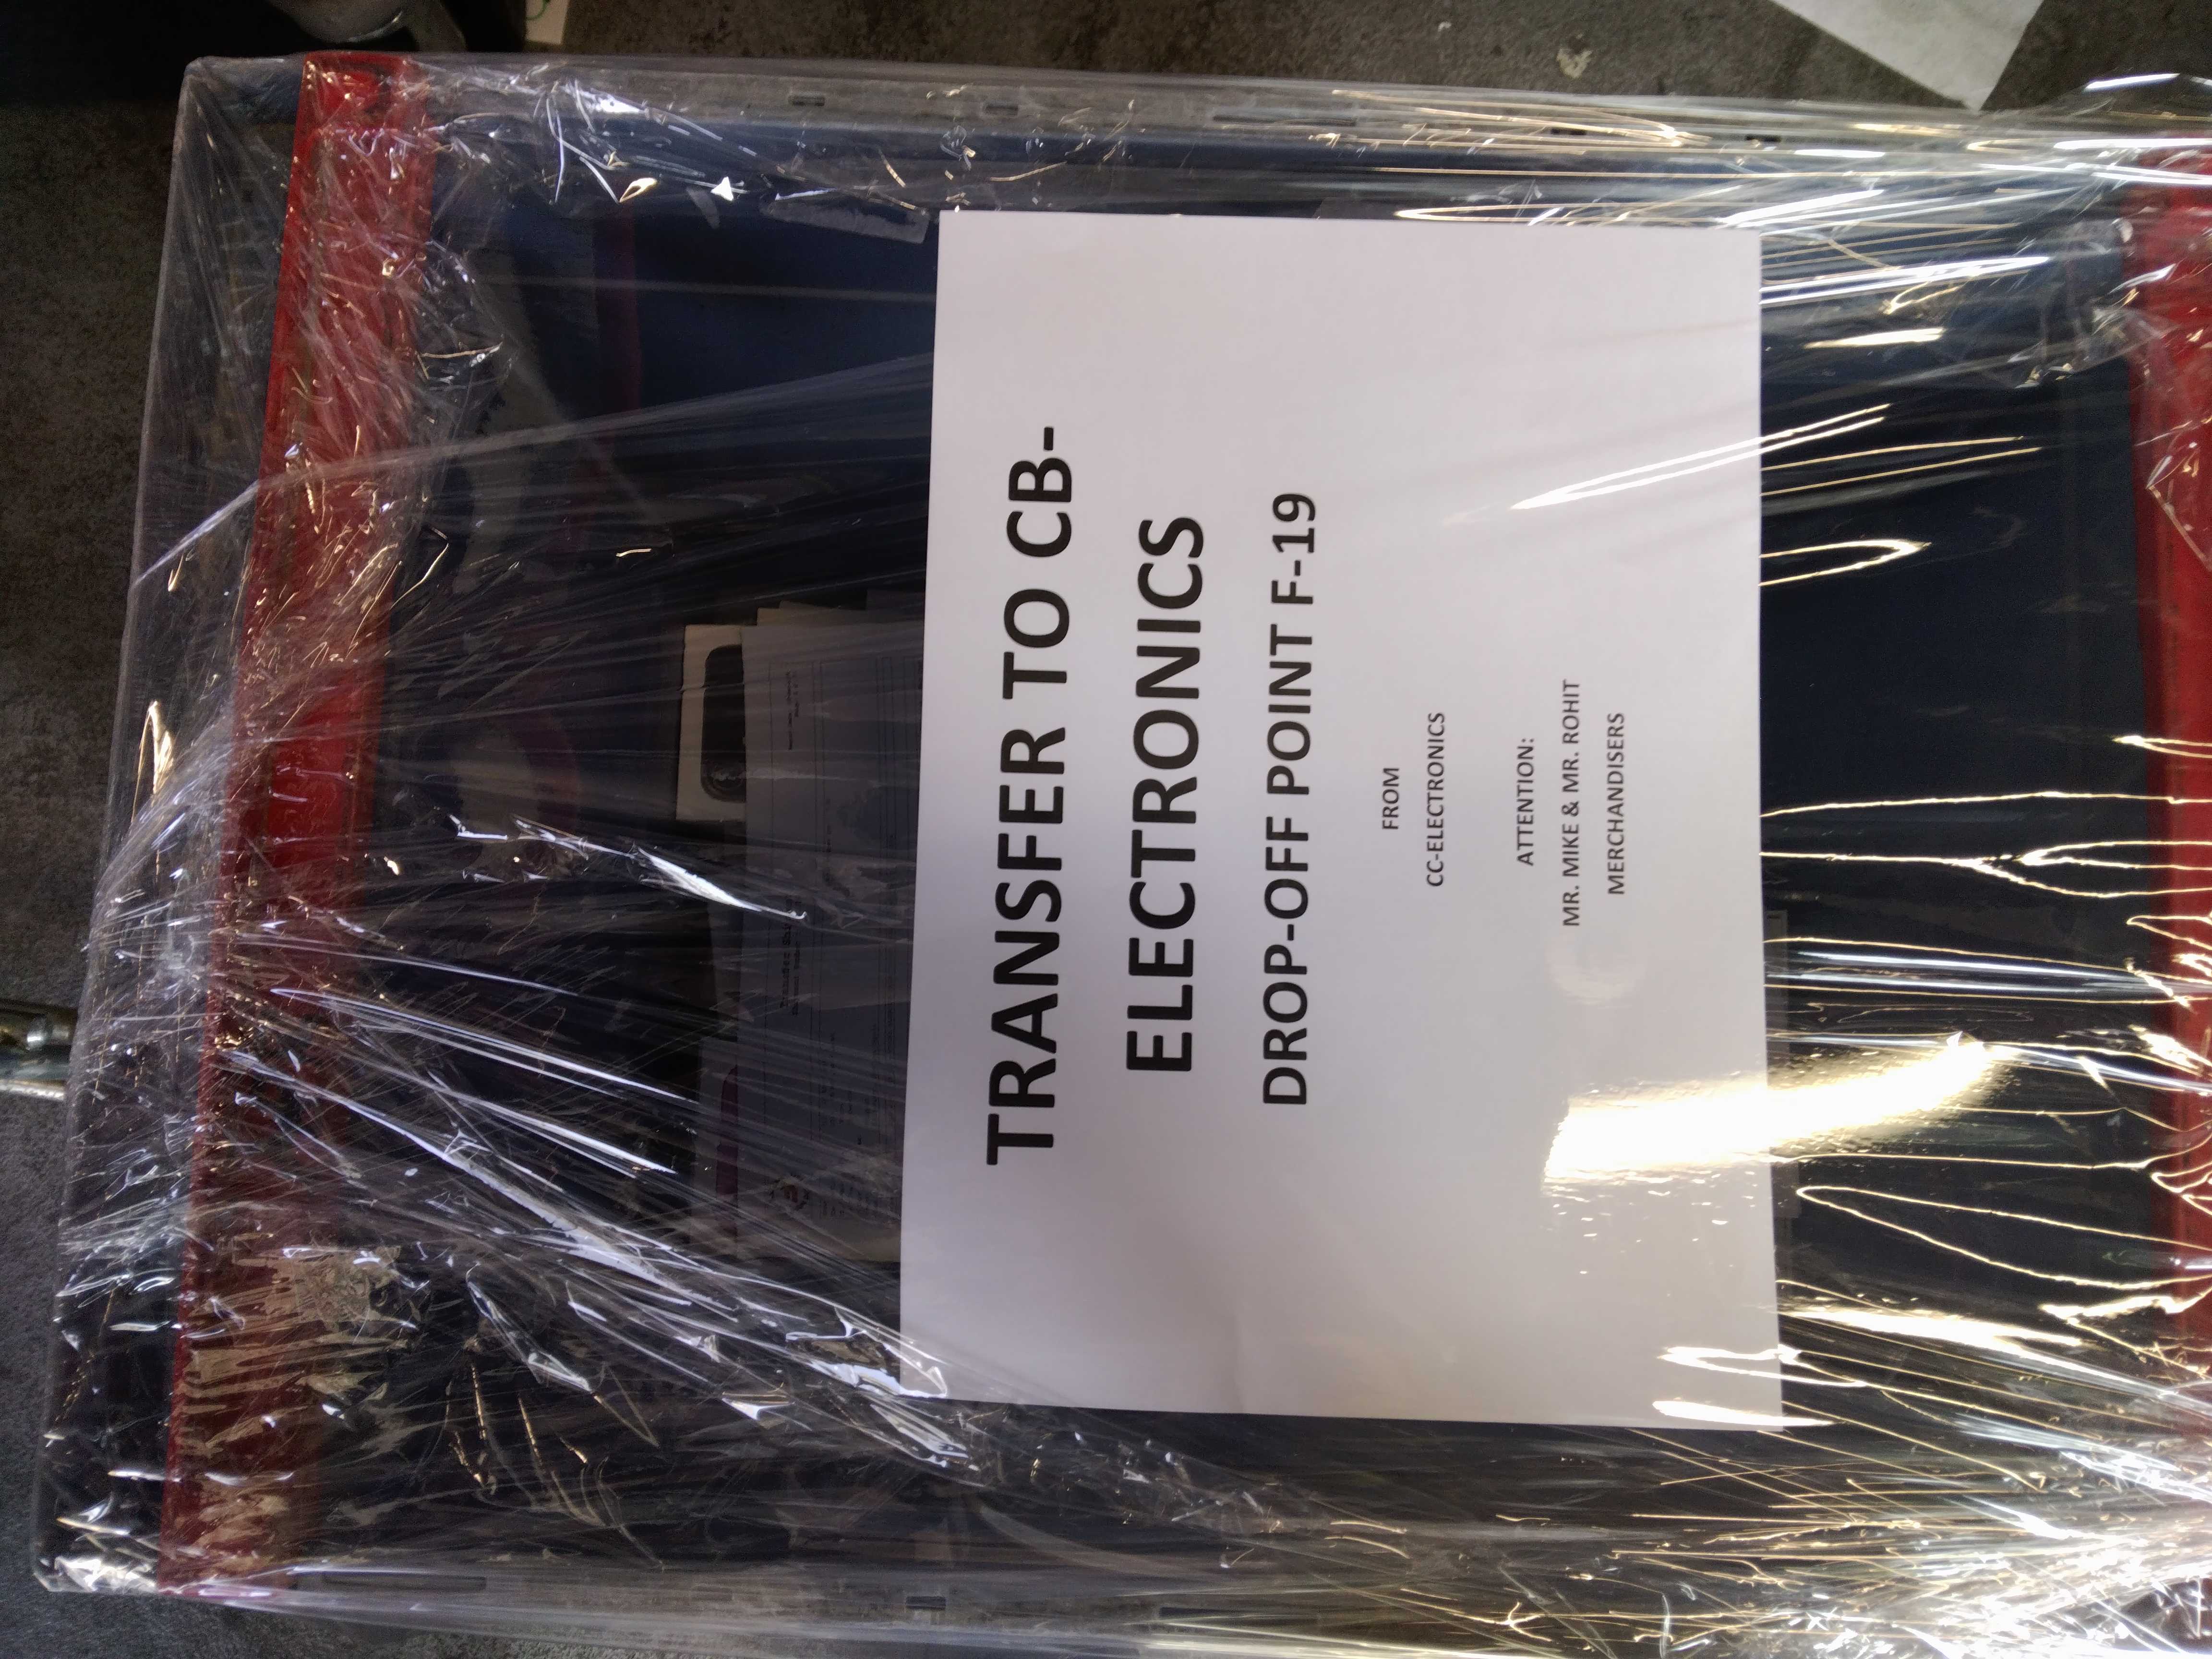 TRANSFER TO CB-
ELECTRONICS
DROP-OFF POINT F-19
FROM
CC-ELECTRONICS
ATTENTION:
MR. MIKE & MR. ROHIT
MERCHANDISERS